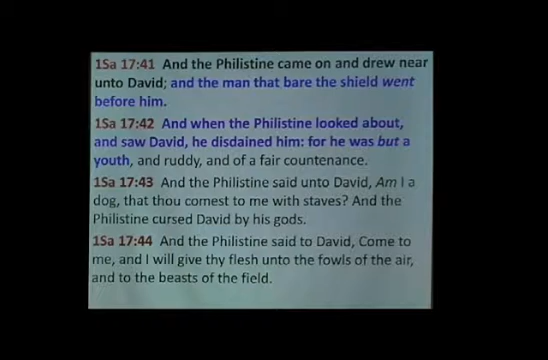 1Sa 17:41 And the Philistine came on and drew near
unto David; and the man that bare the shield went
before him.
1Sa 17:42 And when the Philistine looked about,
and saw David, he disdained him: for he was but a
youth, and ruddy, and of a fair countenance.
1Sa 17:43 And the Philistine said unto David, Am I a
dog, that thou comest to me with staves? And the
Philistine cursed David by his gods.
1Sa 17:44 And the Philistine said to David, Come to
me, and I will give thy flesh unto the fowls of the air,
and to the beasts of the field.